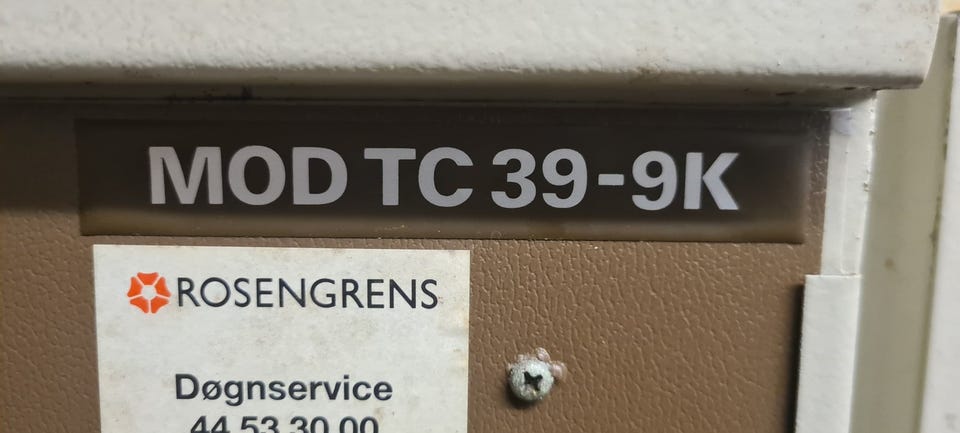 MOD TC 39-9K
ROSENGRENS
Døgnservice
44 53 30 00